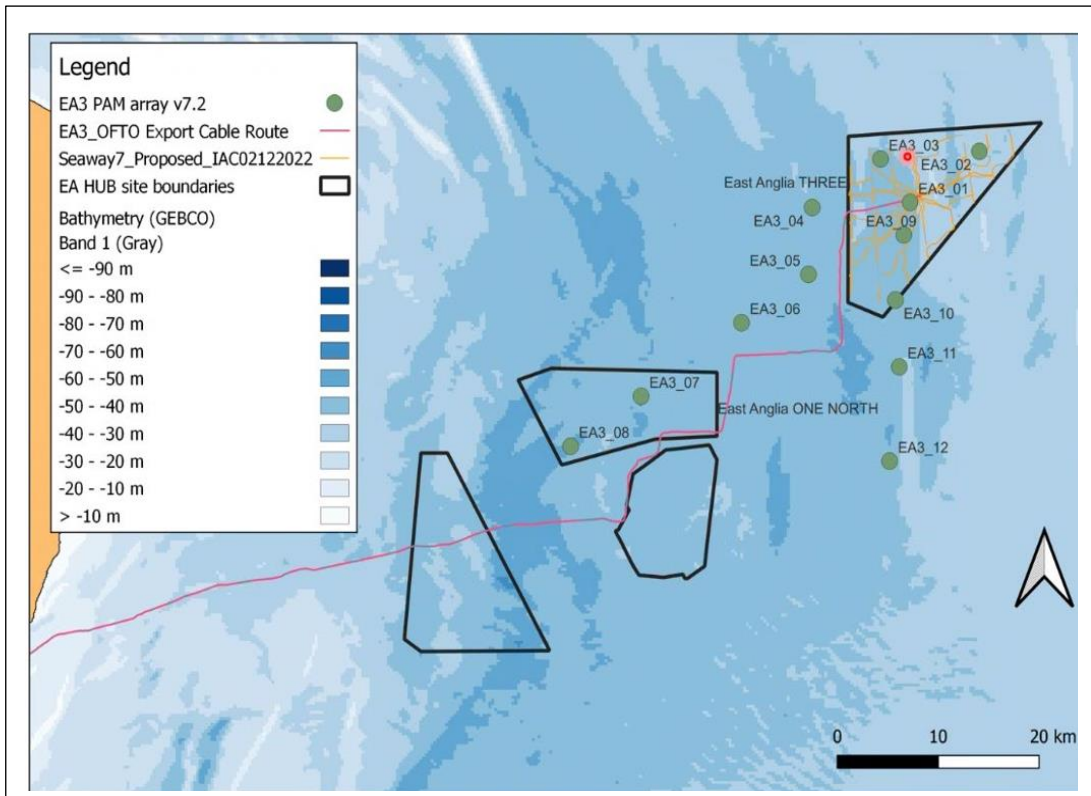 Legend
EA3 PAM array v7.2
EA3_OFTO Export Cable Route
Seaway7_Proposed_IAC02122022
EA HUB site boundaries
Bathymetry (GEBCO)
Band 1 (Gray)
<= -90 m
-90 - -80 m
-80 - -70 m
-70 - -60 m
-60 - -50 m
-50 - -40 m
-40 - -30 m
-30 - -20 m
-20 - -10 m
> -10 m
EA3_03
EA3_02
East Anglia THREE
EA3_01
EA3_04
EA3_09
EA3_05
EA3_10
EA3_06
EA3_11
EA3_07
East Anglia ONE NORTH
EA3_08
EA3_12
0 10 20 km